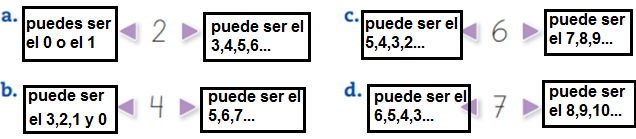 a. puedes ser
el 0 o el 1
2
puede ser el
3,4,5,6...
b. puede ser
el 3,2,1 y 0
4
puede ser el
5,6,7...
c. puede ser el
5,4,3,2...
6
puede ser el
el 7,8,9...
d. puede ser el
6,5,4,3...
7
puede ser
el 8,9,10...